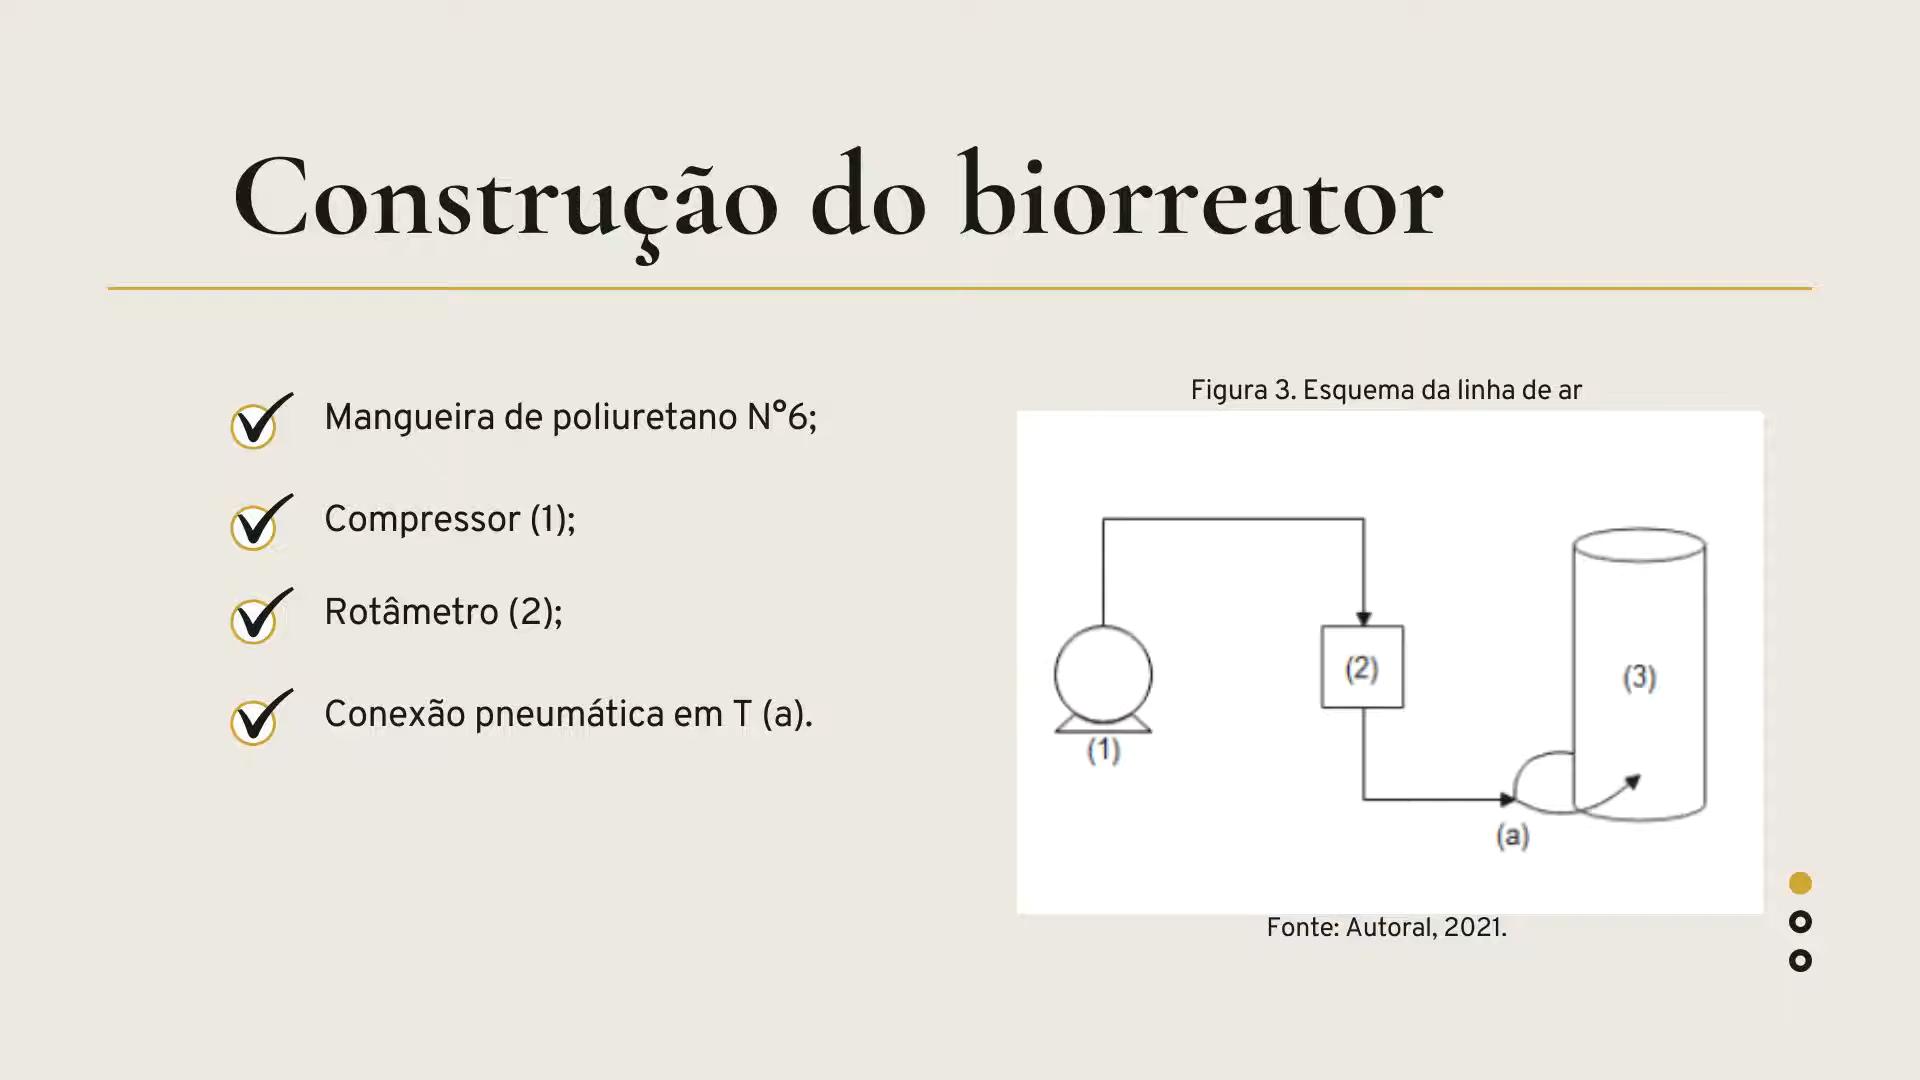 Construção do biorreator
Mangueira de poliuretano N°6;
Compressor (1);
Rotâmetro (2);
Conexão pneumática em T (a).
Figura 3. Esquema da linha de ar
(2)
(3)
(1)
(a)
Fonte: Autoral, 2021.